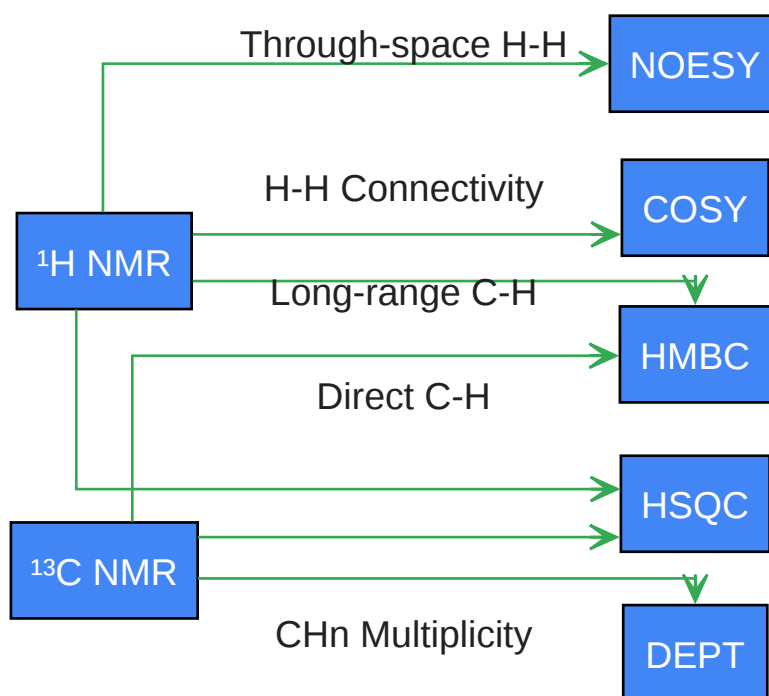 Through-space H-H
NOESY
H-H Connectivity
COSY
¹H NMR
Long-range C-H
HMBC
Direct C-H
HSQC
¹³C NMR
CHn Multiplicity
DEPT